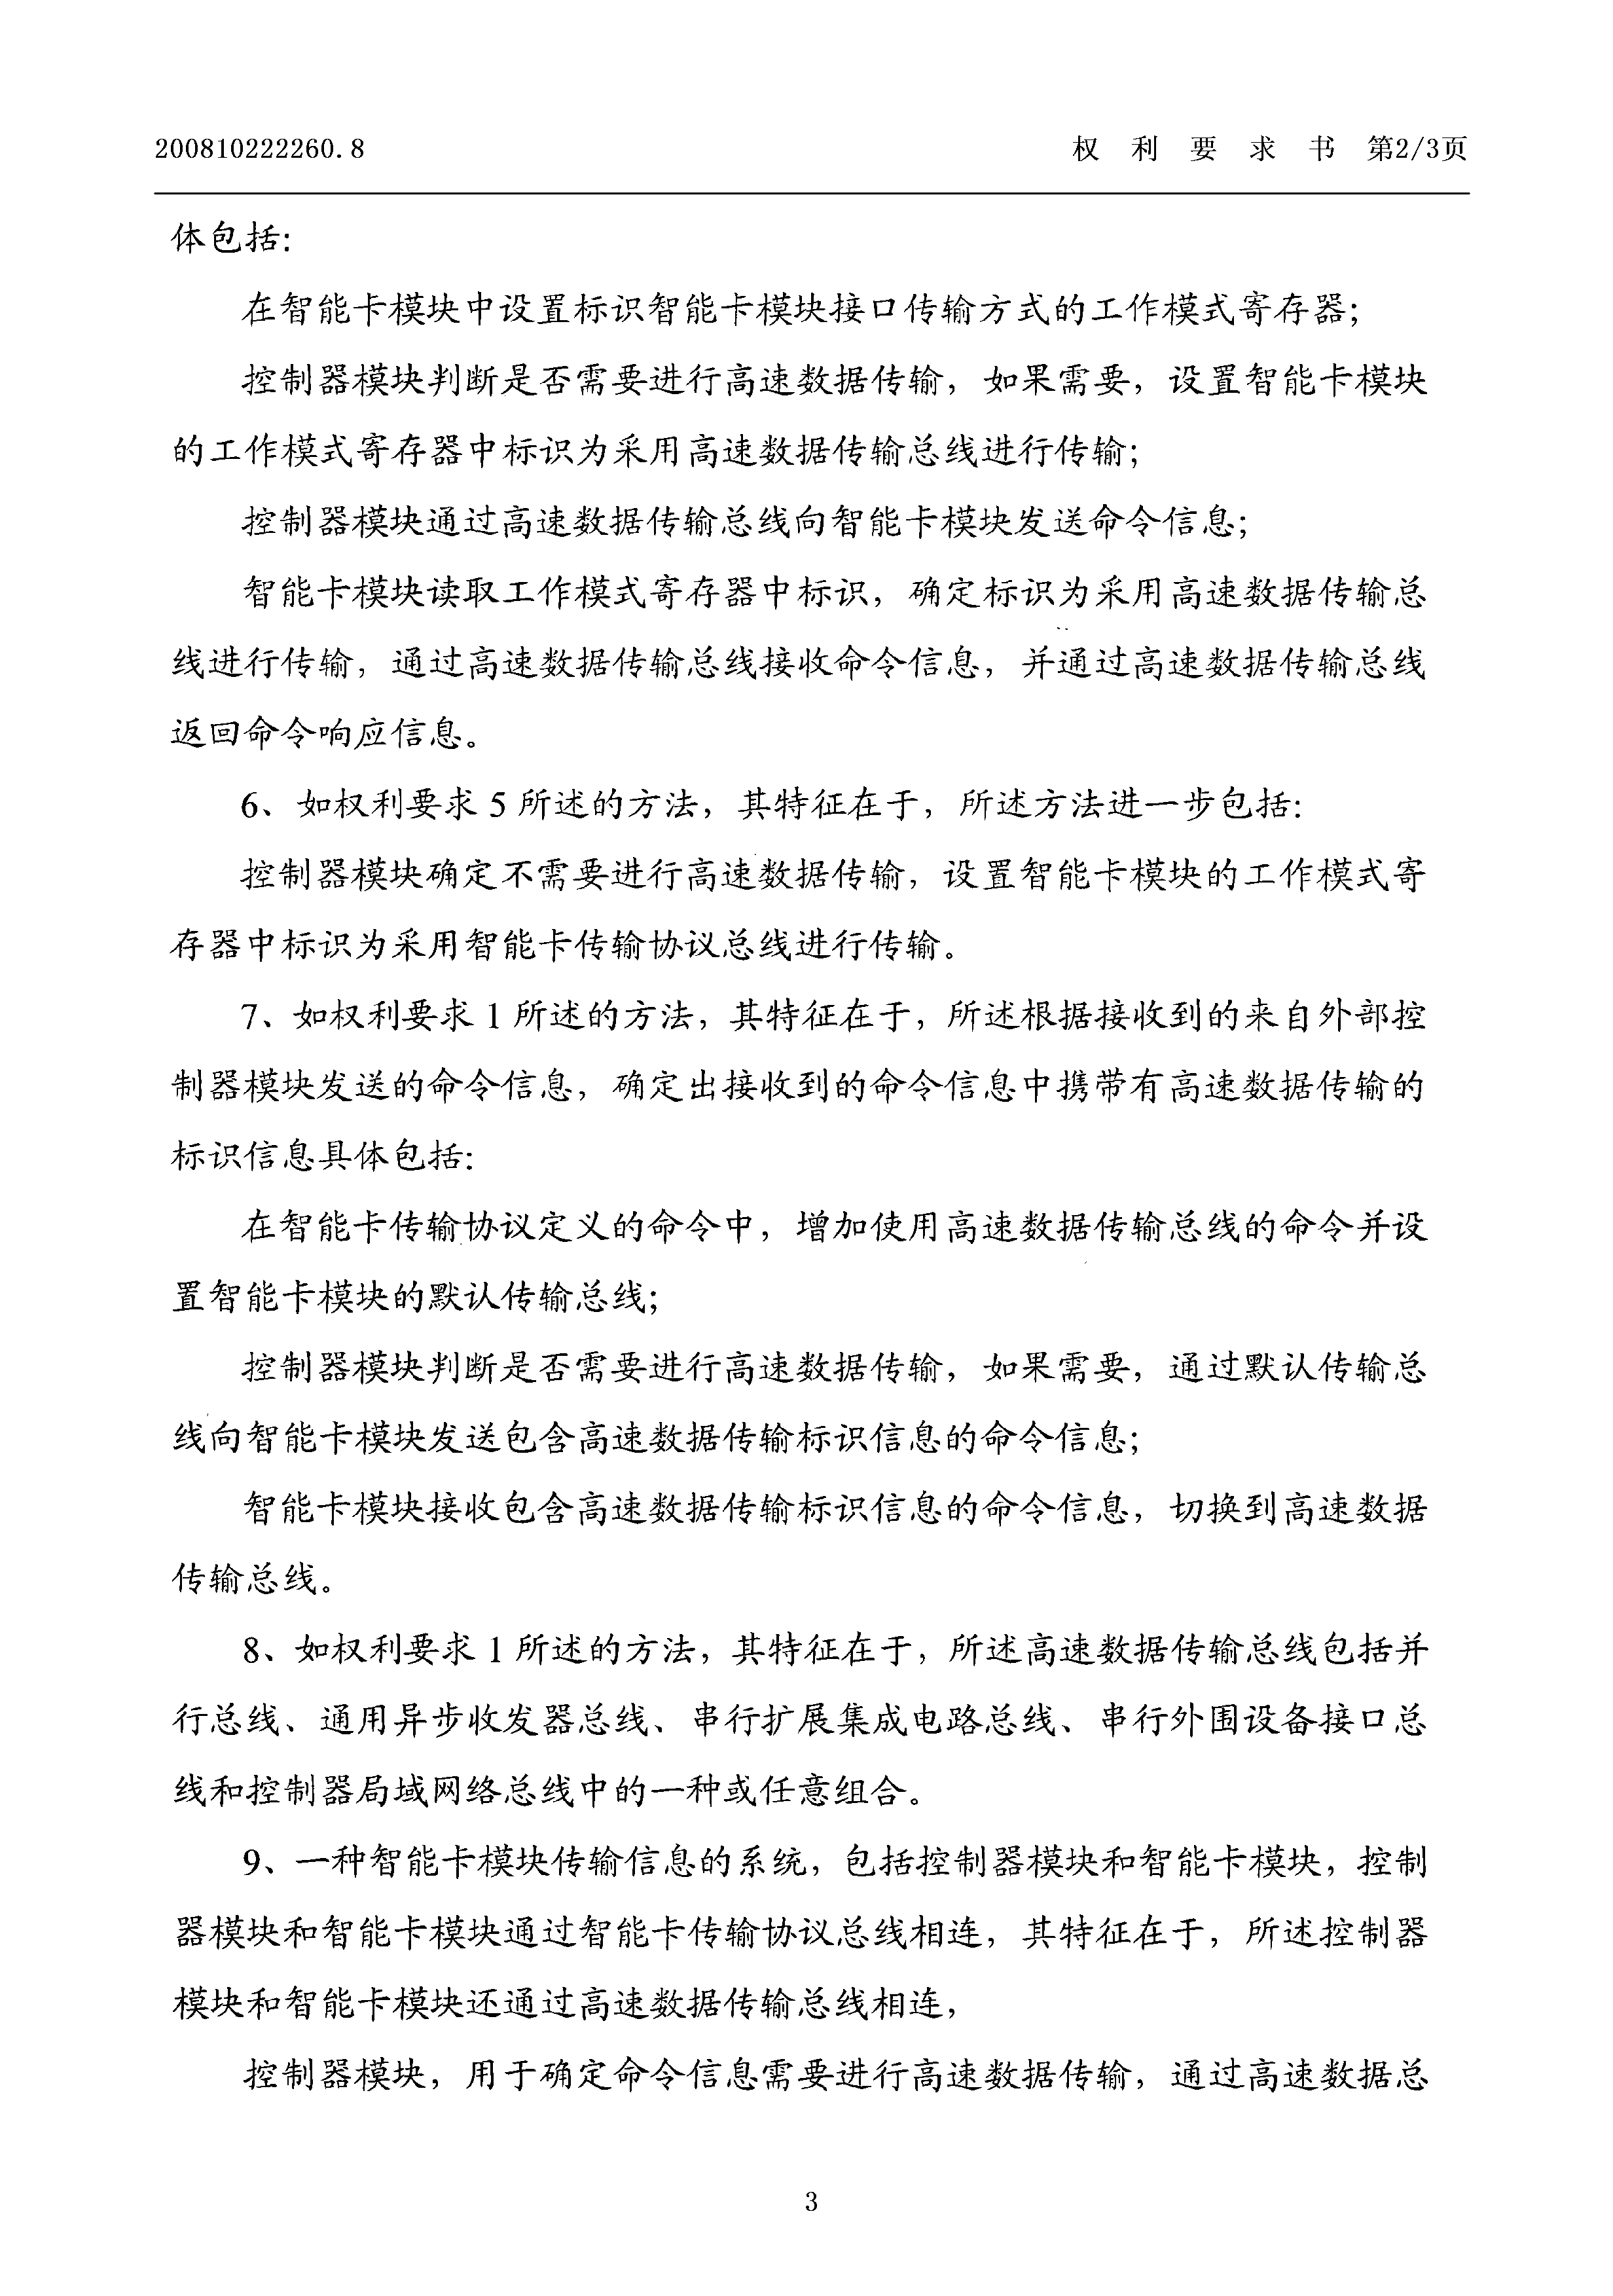 200810222260.8
权 利 要 求 书 第2/3页
体包括:
在智能卡模块中设置标识智能卡模块接口传输方式的工作模式寄存器;
控制器模块判断是否需要进行高速数据传输，如果需要，设置智能卡模块
的工作模式寄存器中标识为采用高速数据传输总线进行传输;
控制器模块通过高速数据传输总线向智能卡模块发送命令信息;
智能卡模块读取工作模式寄存器中标识，确定标识为采用高速数据传输总
线进行传输，通过高速数据传输总线接收命令信息，并通过高速数据传输总线
返回命令响应信息。
6、如权利要求 5 所述的方法，其特征在于，所述方法进一步包括:
控制器模块确定不需要进行高速数据传输，设置智能卡模块的工作模式寄
存器中标识为采用智能卡传输协议总线进行传输。
7、如权利要求 1 所述的方法，其特征在于，所述根据接收到的来自外部控
制器模块发送的命令信息，确定出接收到的命令信息中携带有高速数据传输的
标识信息具体包括:
在智能卡传输协议定义的命令中，增加使用高速数据传输总线的命令并设
置智能卡模块的默认传输总线;
控制器模块判断是否需要进行高速数据传输，如果需要，通过默认传输总
线向智能卡模块发送包含高速数据传输标识信息的命令信息;
智能卡模块接收包含高速数据传输标识信息的命令信息，切换到高速数据
传输总线。
8、如权利要求 1 所述的方法，其特征在于，所述高速数据传输总线包括并
行总线、通用异步收发器总线、串行扩展集成电路总线、串行外围设备接口总
线和控制器局域网络总线中的一种或任意组合。
9、一种智能卡模块传输信息的系统，包括控制器模块和智能卡模块，控制
器模块和智能卡模块通过智能卡传输协议总线相连，其特征在于，所述控制器
模块和智能卡模块还通过高速数据传输总线相连，
控制器模块，用于确定命令信息需要进行高速数据传输，通过高速数据总
3